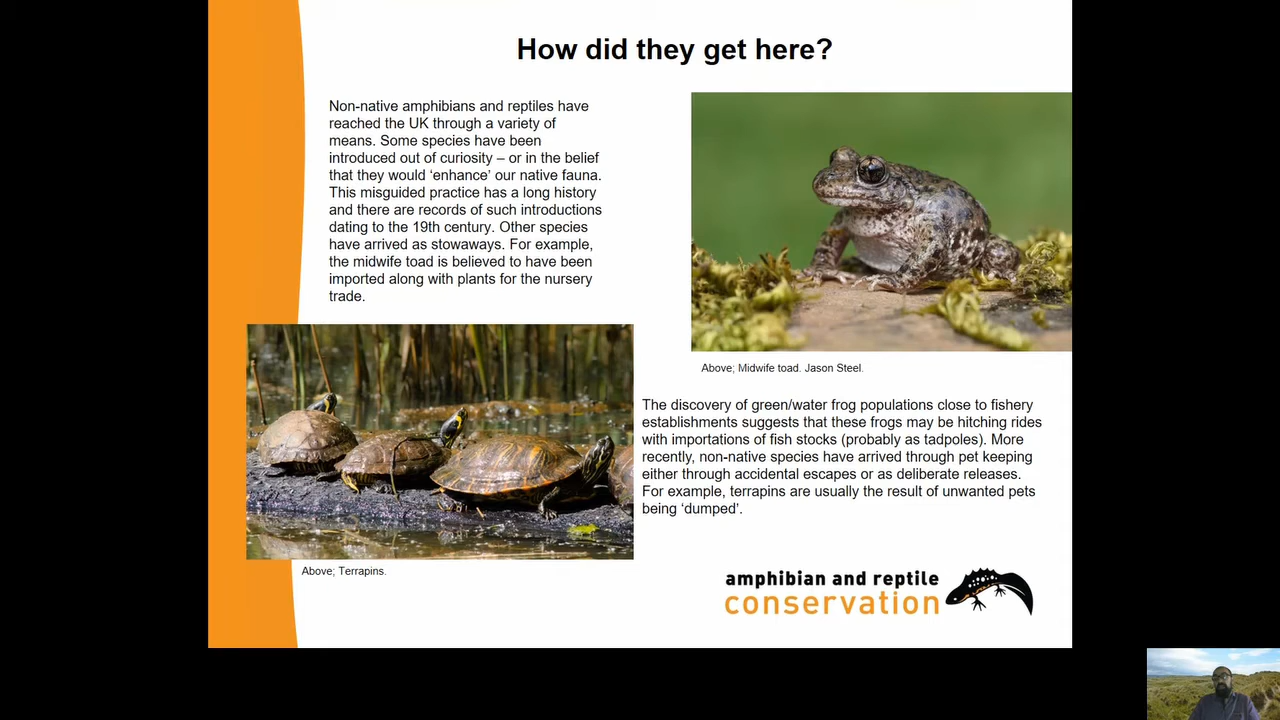 How did they get here?
Non-native amphibians and reptiles have
reached the UK through a variety of
means. Some species have been
introduced out of curiosity – or in the belief
that they would ‘enhance’ our native fauna.
This misguided practice has a long history
and there are records of such introductions
dating to the 19th century. Other species
have arrived as stowaways. For example,
the midwife toad is believed to have been
imported along with plants for the nursery
trade.
Above; Midwife toad. Jason Steel.
The discovery of green/water frog populations close to fishery
establishments suggests that these frogs may be hitching rides
with importations of fish stocks (probably as tadpoles). More
recently, non-native species have arrived through pet keeping
either through accidental escapes or as deliberate releases.
For example, terrapins are usually the result of unwanted pets
being ‘dumped’.
Above; Terrapins.
amphibian and reptile
conservation